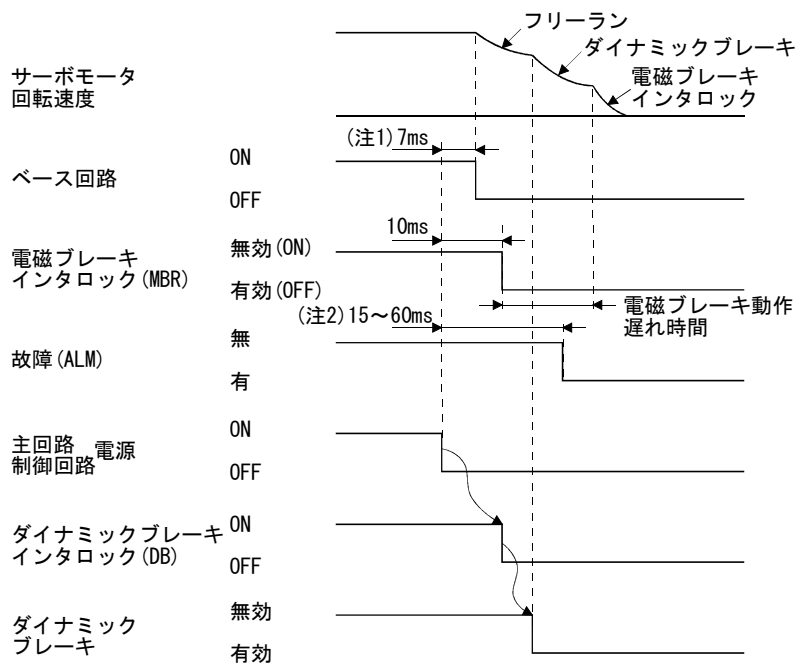 フリーラン
ダイナミックブレーキ
電磁ブレーキ
インタロック
サーボモータ
回転速度
(注1)7ms
ベース回路
ON
OFF
10ms
電磁ブレーキ
インタロック(MBR)
無効(ON)
有効(OFF)
電磁ブレーキ動作
遅れ時間
(注2)15～60ms
故障(ALM)
無
有
主回路
制御回路
電源
ON
OFF
ダイナミックブレーキ
インタロック(DB)
ON
OFF
ダイナミック
ブレーキ
無効
有効